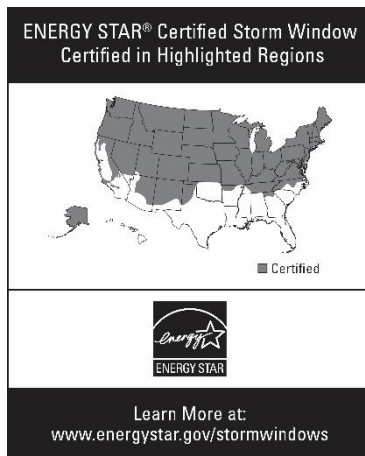 ENERGY STAR® Certified Storm Window
Certified in Highlighted Regions
Certified
energy
ENERGY STAR
Learn More at:
www.energystar.gov/stormwindows